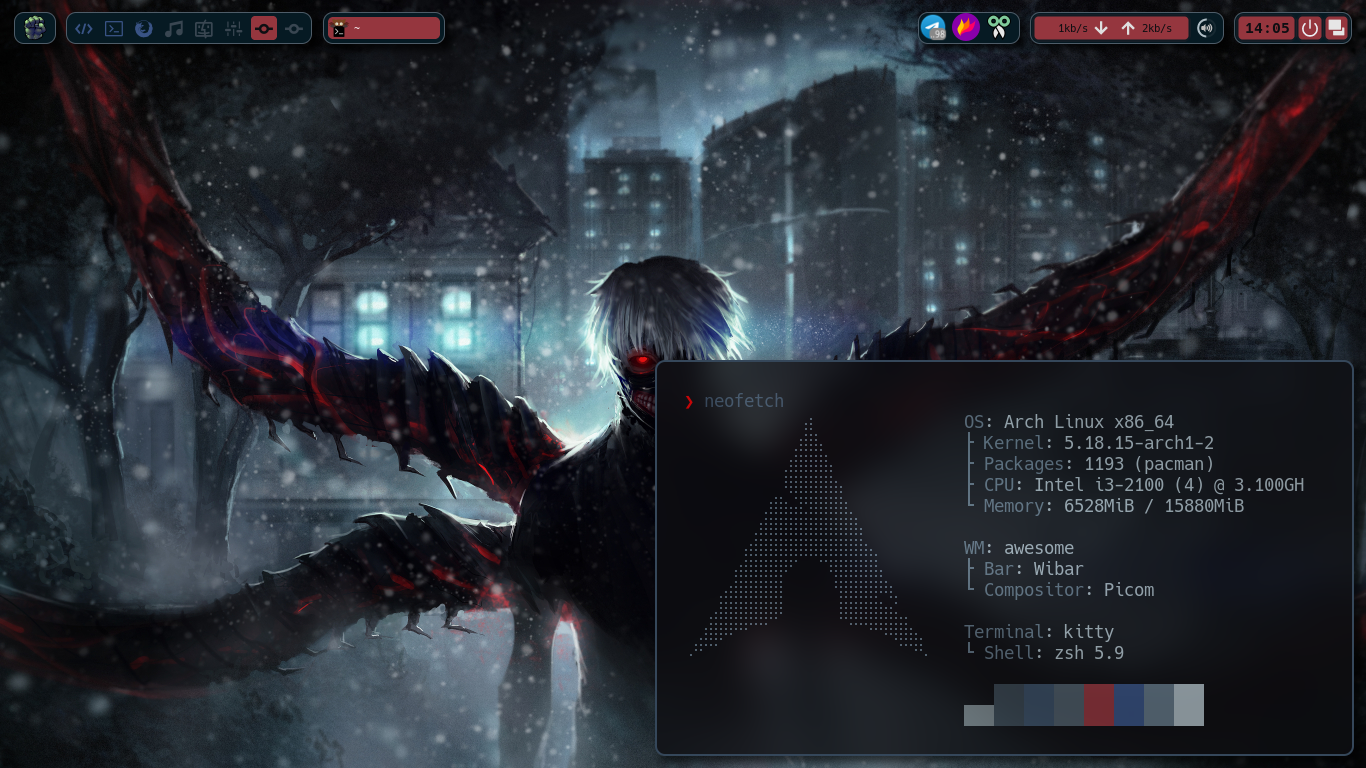 ~
98
1kb/s 2kb/s
14:05
❯ neofetch
OS: Arch Linux x86_64
├ Kernel: 5.18.15-arch1-2
├ Packages: 1193 (pacman)
├ CPU: Intel i3-2100 (4) @ 3.100GH
└ Memory: 6528MiB / 15880MiB
WM: awesome
├ Bar: Wibar
└ Compositor: Picom
Terminal: kitty
└ Shell: zsh 5.9